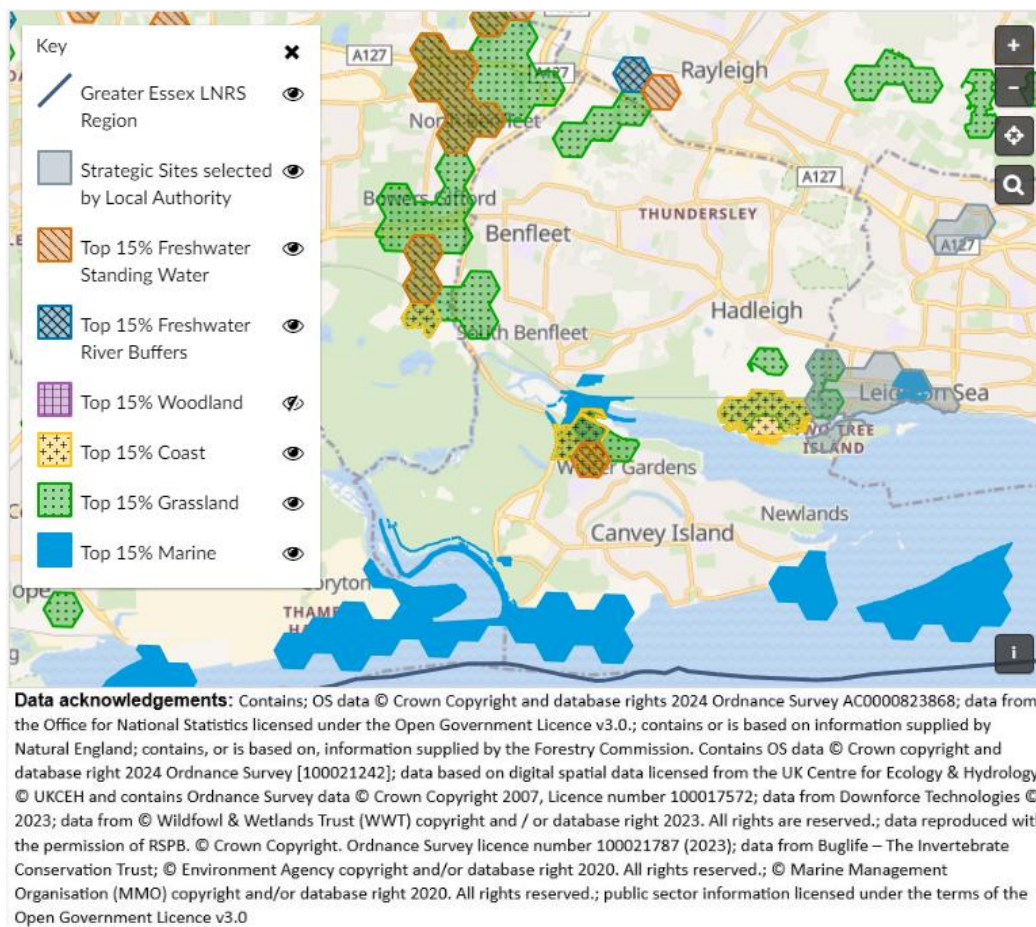 Key
Greater Essex LNRS
Region
Strategic Sites selected
by Local Authority
Top 15% Freshwater
Standing Water
Top 15% Freshwater
River Buffers
Top 15% Woodland
Top 15% Coast
Top 15% Grassland
Top 15% Marine
A127
A127
Rayleigh
North Benfleet
A127
Bowers Gifford
THUNDERSLEY
Benfleet
A127
Hadleigh
South Benfleet
Leigh-on-Sea
TWO TREE
ISLAND
Winter Gardens
Newlands
Canvey Island
Coryton
i
Data acknowledgements: Contains; OS data © Crown Copyright and database rights 2024 Ordnance Survey AC0000823868; data from
the Office for National Statistics licensed under the Open Government Licence v3.0.; contains or is based on information supplied by
Natural England; contains, or is based on, information supplied by the Forestry Commission. Contains OS data © Crown copyright and
database right 2024 Ordnance Survey [100021242]; data based on digital spatial data licensed from the UK Centre for Ecology & Hydrology
© UKCEH and contains Ordnance Survey data © Crown Copyright 2007, Licence number 100017572; data from Downforce Technologies ©
2023; data from © Wildfowl & Wetlands Trust (WWT) copyright and / or database right 2023. All rights are reserved.; data reproduced with
the permission of RSPB. © Crown Copyright. Ordnance Survey licence number 100021787 (2023); data from Buglife – The Invertebrate
Conservation Trust; © Environment Agency copyright and/or database right 2020. All rights reserved.; © Marine Management
Organisation (MMO) copyright and/or database right 2020. All rights reserved.; public sector information licensed under the terms of the
Open Government Licence v3.0